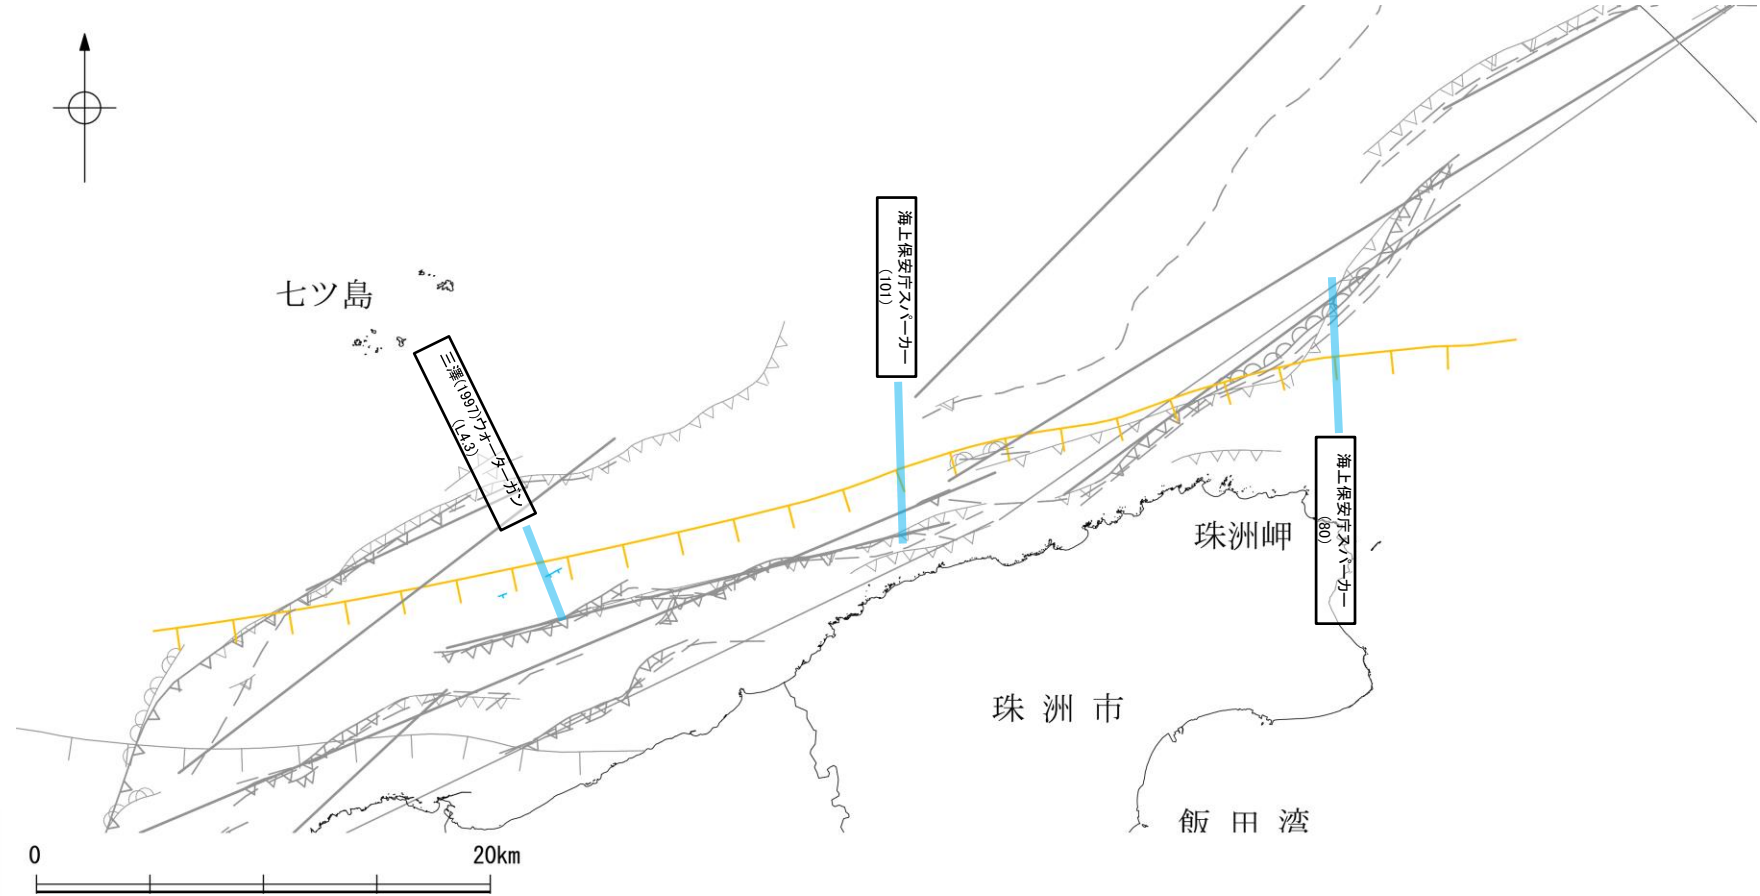 七ツ島
三澤(1997)ウォーターガン
(L4.3)
海上保安庁スパーカー
(101)
海上保安庁スパーカー
(80)
珠洲岬
珠洲市
飯田湾
0
20km